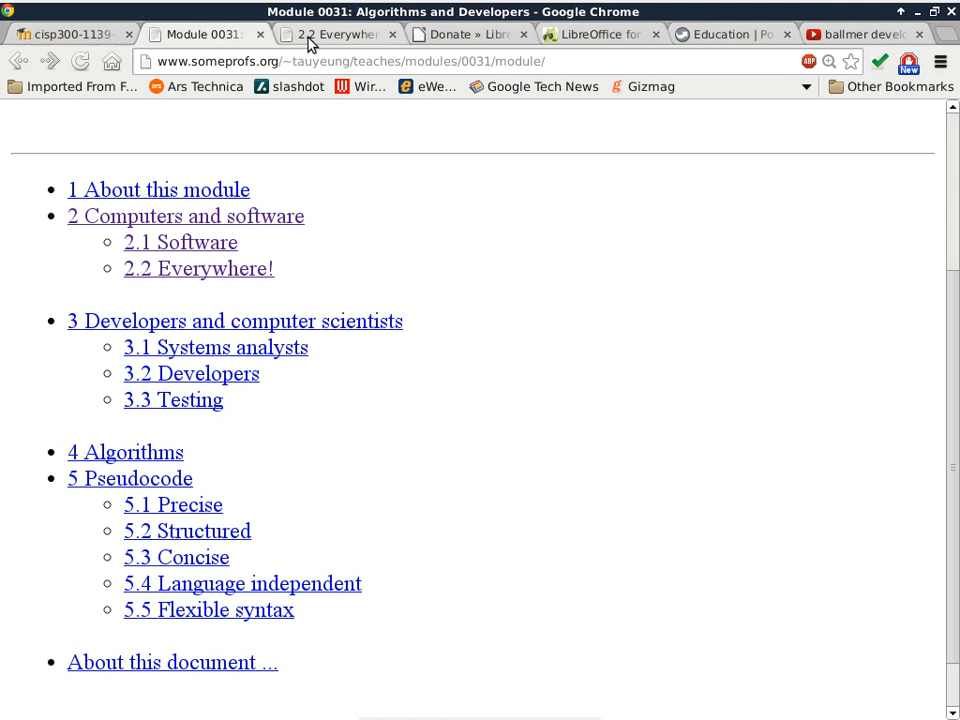 Module 0031: Algorithms and Developers - Google Chrome
cisp300-1139-
Module 0031:
2.2 Everywher
Donate » Libre
LibreOffice for
Education | Po
ballmer devel
www.someprofs.org/~tauyeung/teaches/modules/0031/module/
ABP
New
Imported From F...
Ars Technica
slashdot
Wir...
eWe...
Google Tech News
Gizmag
Other Bookmarks
1 About this module
2 Computers and software
2.1 Software
2.2 Everywhere!
3 Developers and computer scientists
3.1 Systems analysts
3.2 Developers
3.3 Testing
4 Algorithms
5 Pseudocode
5.1 Precise
5.2 Structured
5.3 Concise
5.4 Language independent
5.5 Flexible syntax
About this document ...